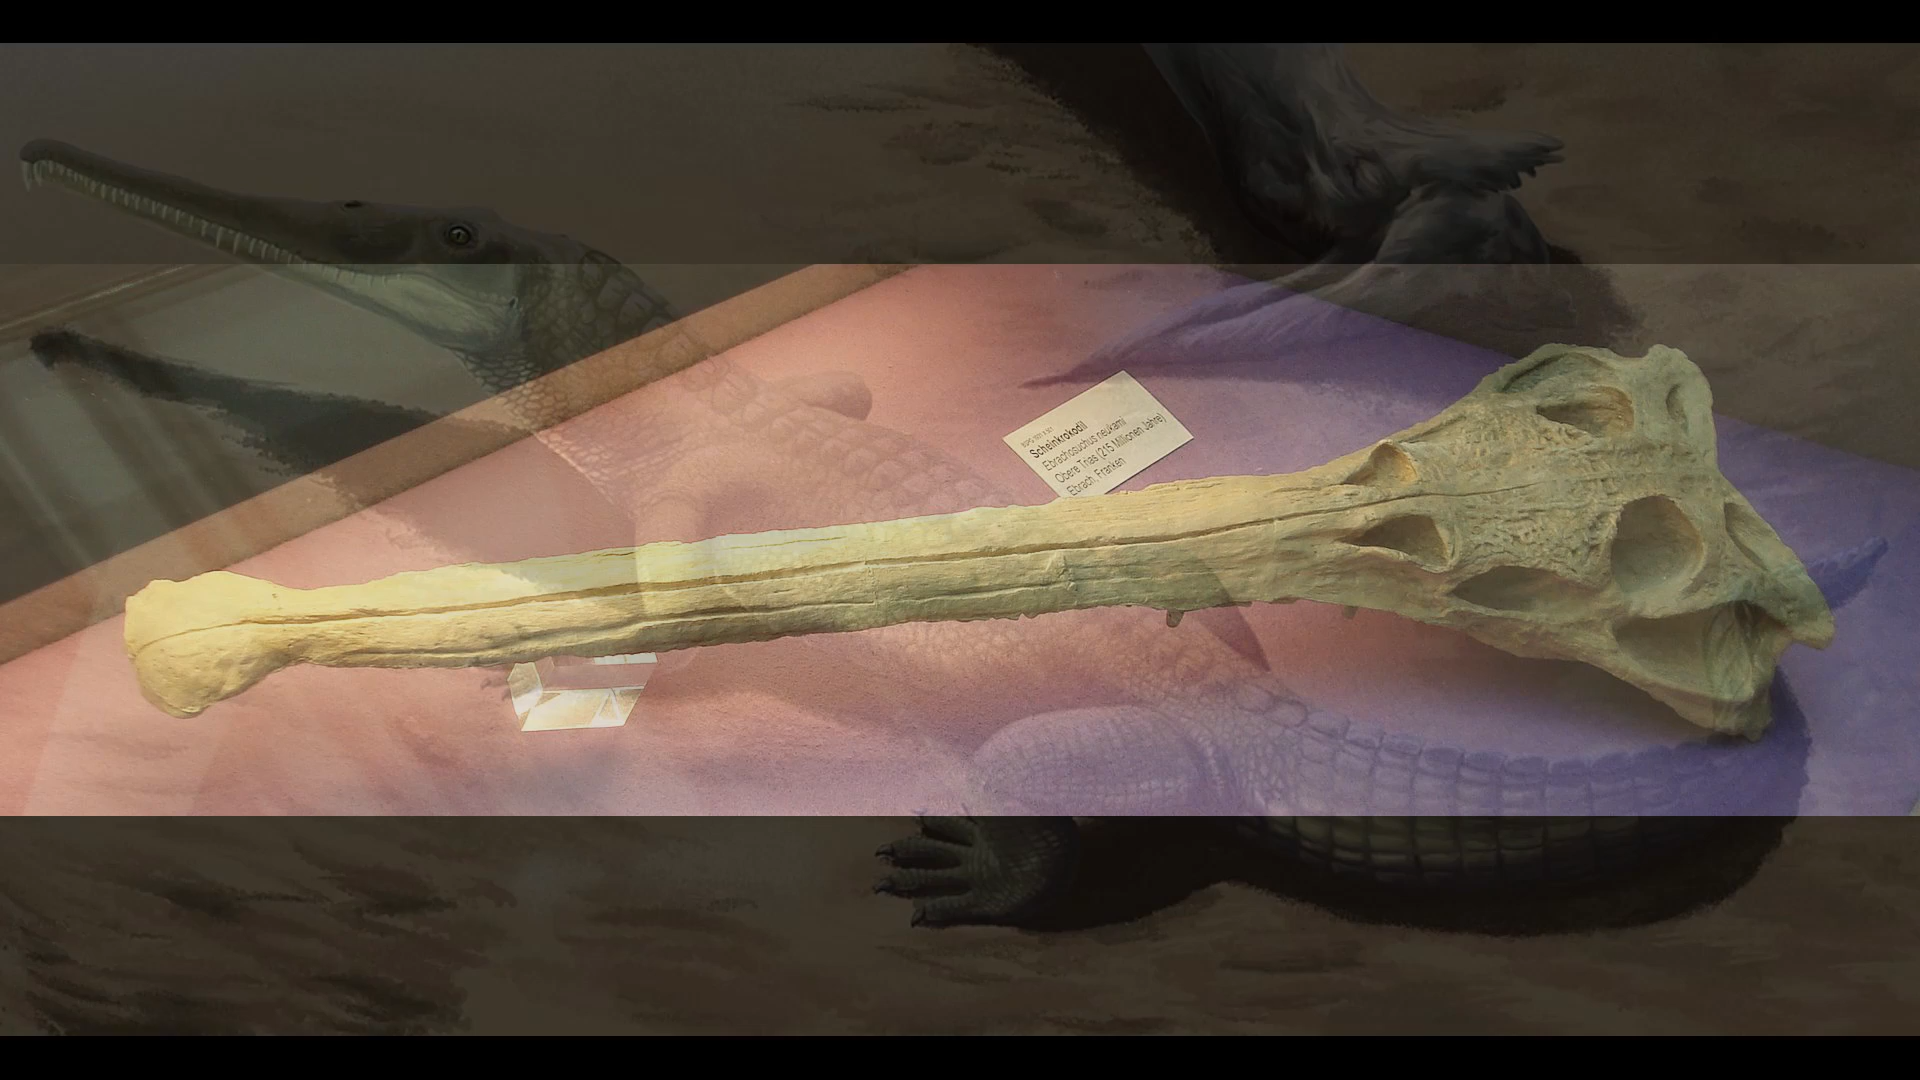 Scheinkrokodil
Ebrachosuchus neukami
Obere Trias (215 Millionen Jahre)
Ebrach, Franken